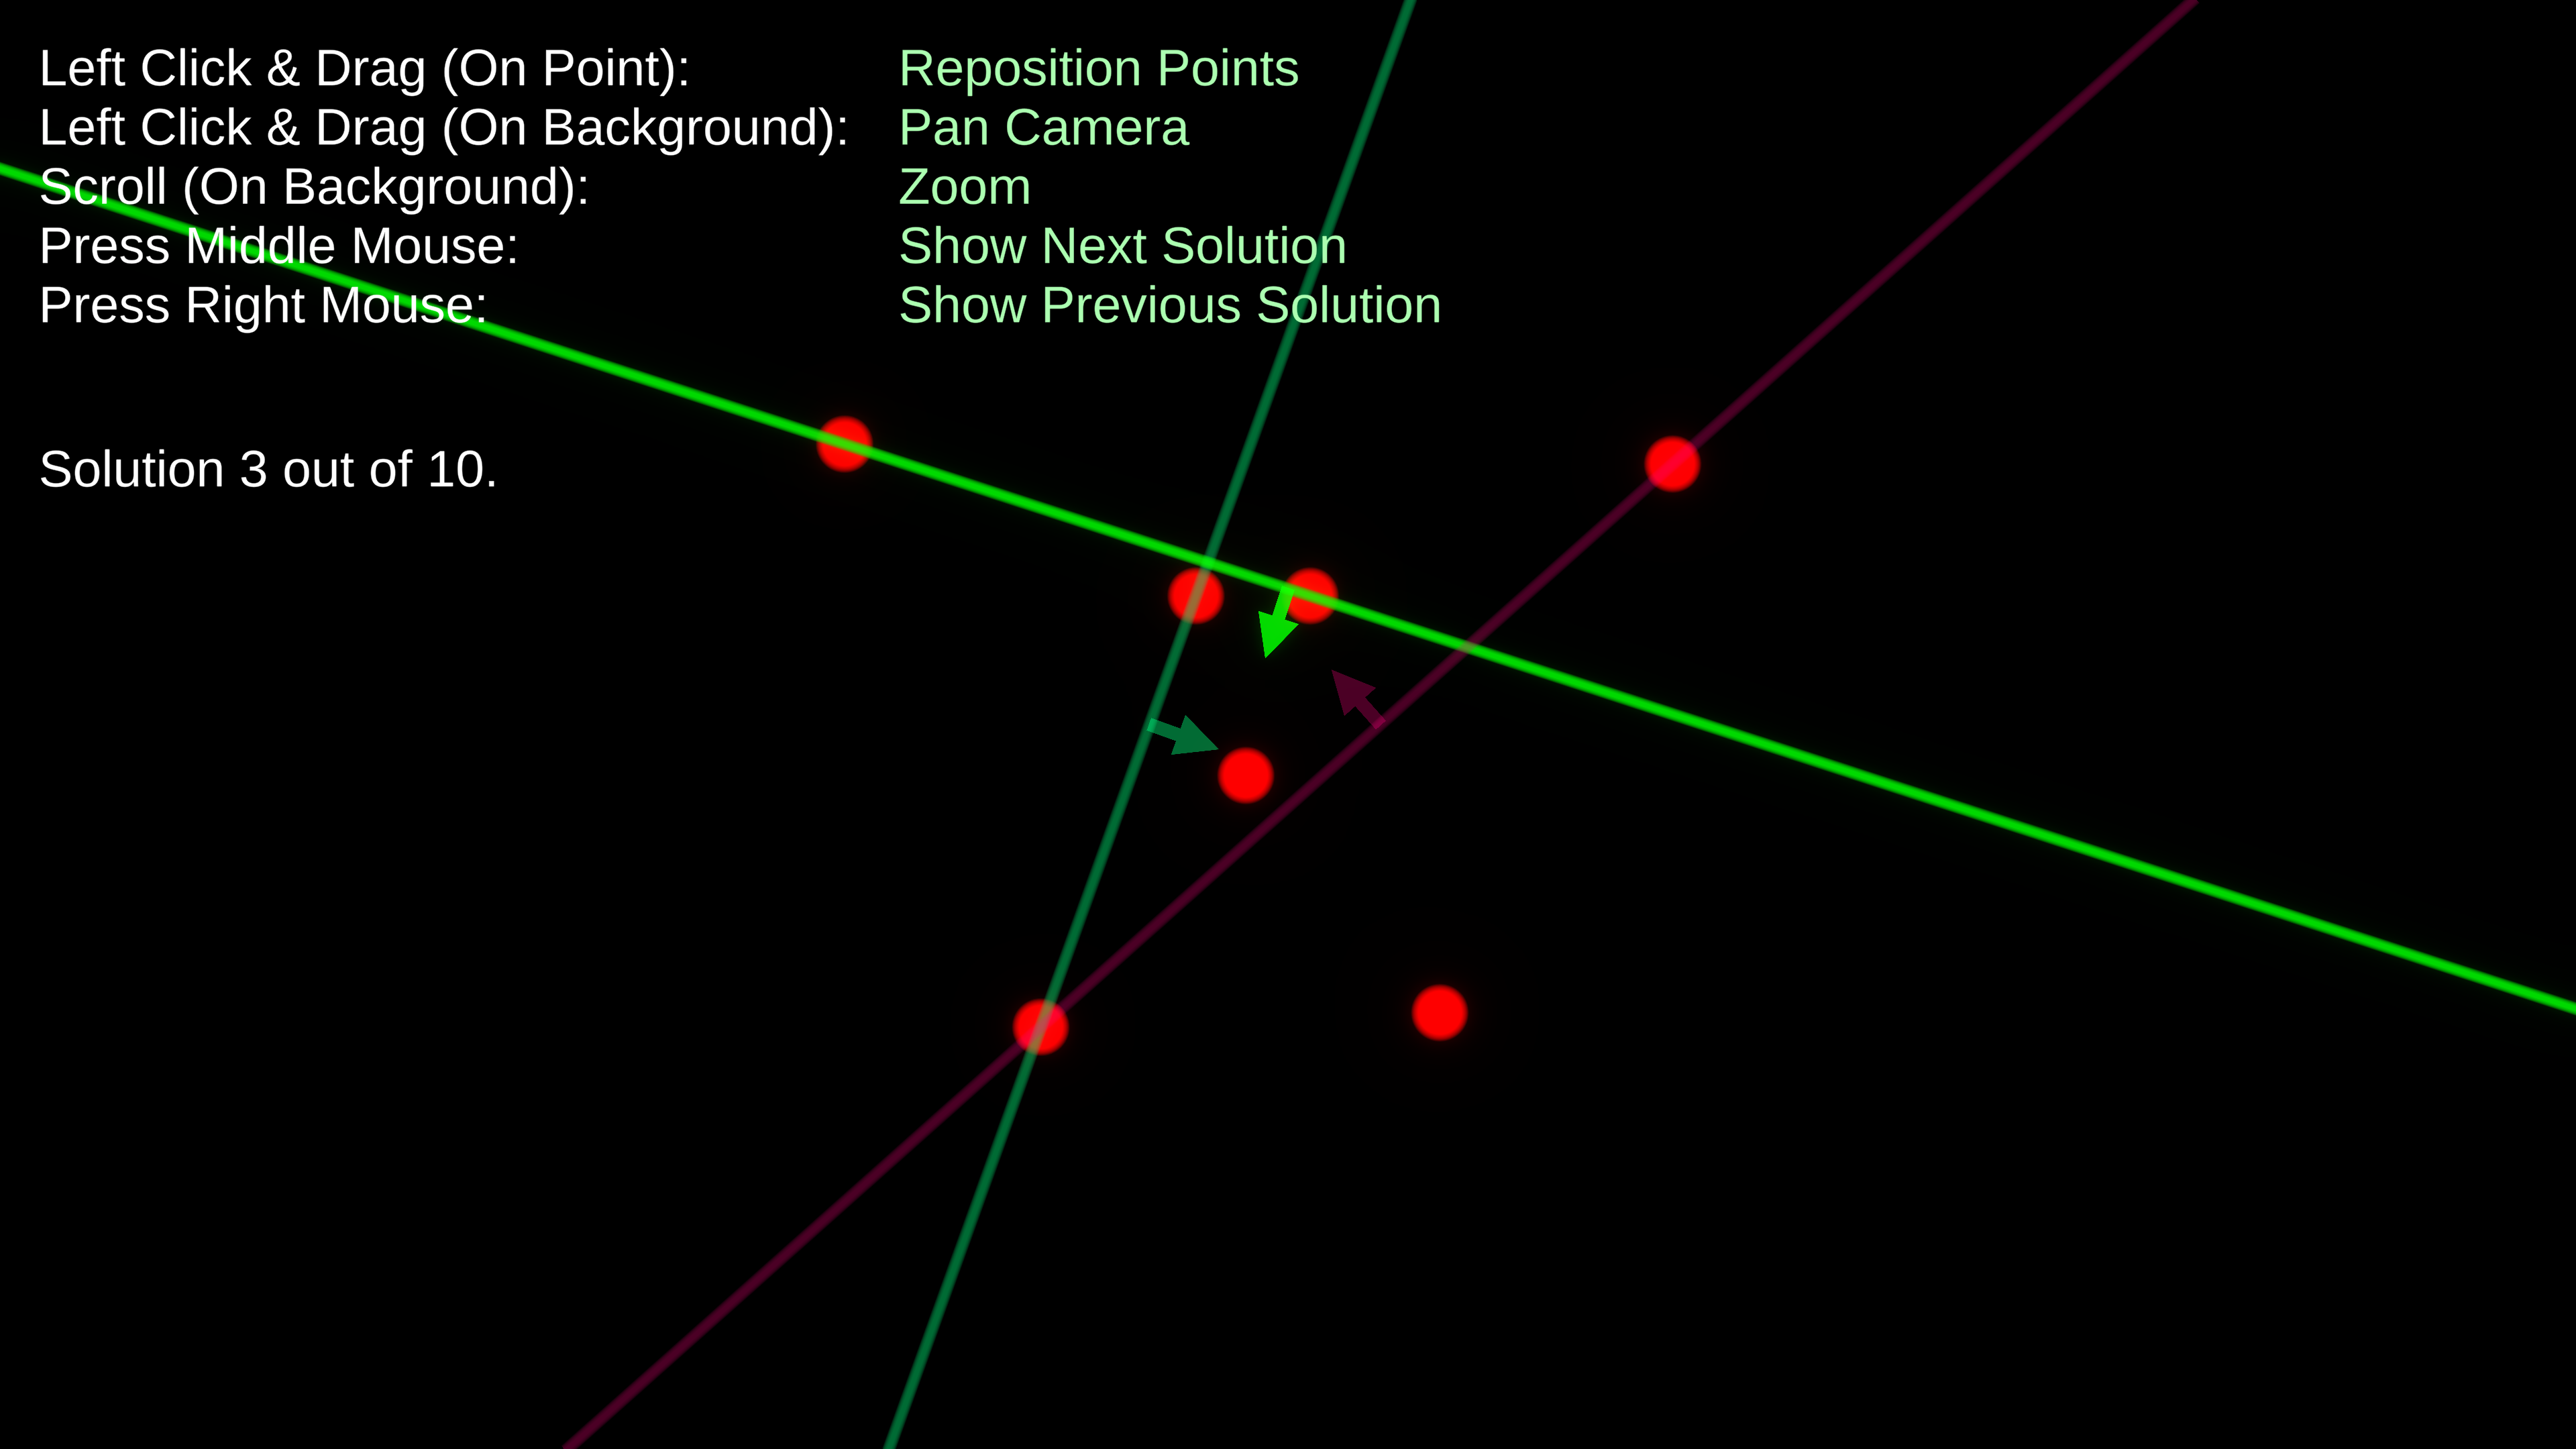 Left Click & Drag (On Point): Reposition Points
Left Click & Drag (On Background): Pan Camera
Scroll (On Background): Zoom
Press Middle Mouse: Show Next Solution
Press Right Mouse: Show Previous Solution
Solution 3 out of 10.